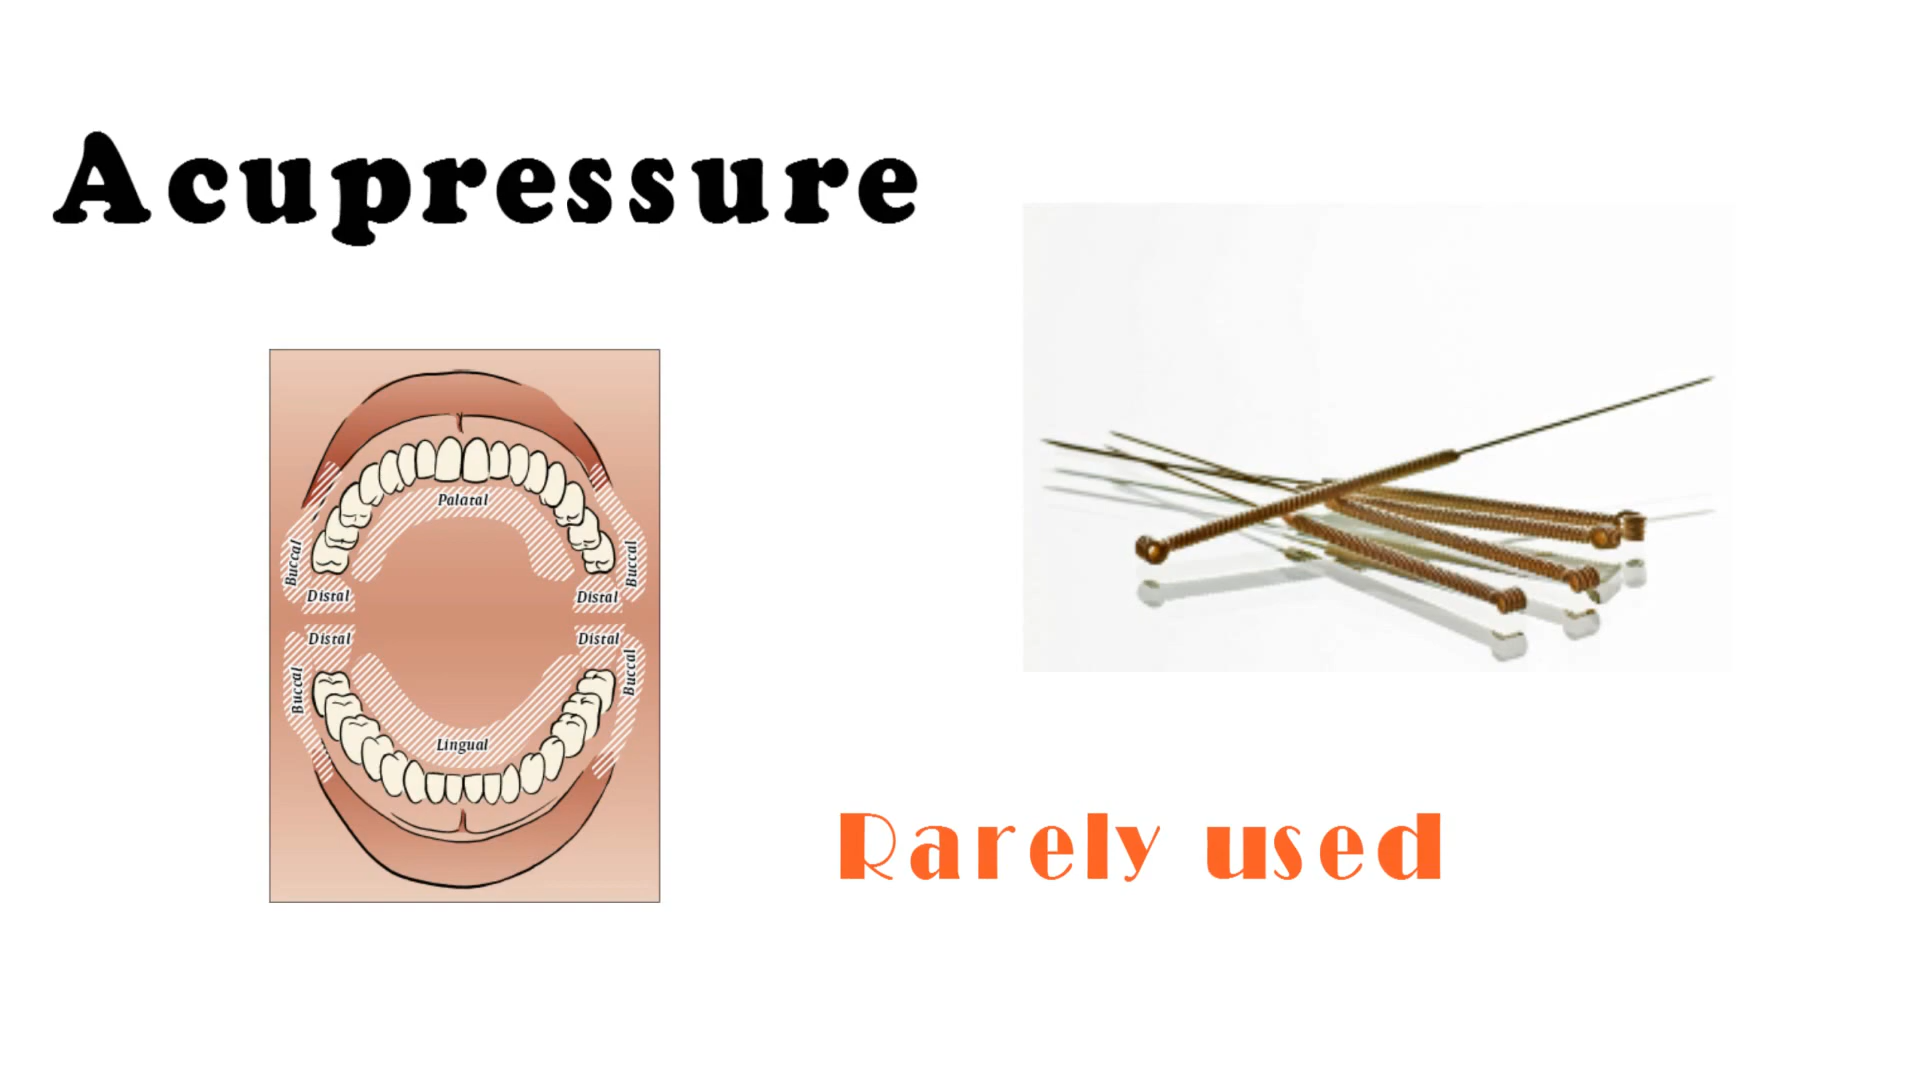 Acupressure
Palatal
Buccal
Buccal
Distal
Distal
Distal
Distal
Buccal
Buccal
Lingual
Rarely used